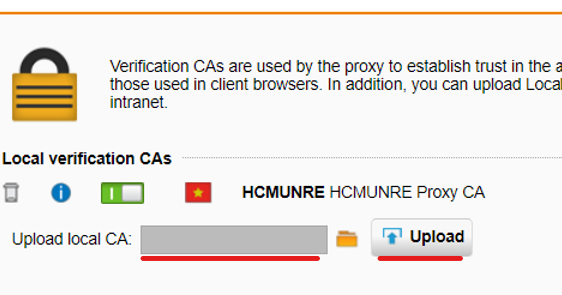 Verification CAs are used by the proxy to establish trust in the a
those used in client browsers. In addition, you can upload Local
intranet.
Local verification CAs
HCMUNRE HCMUNRE Proxy CA
Upload local CA:
Upload